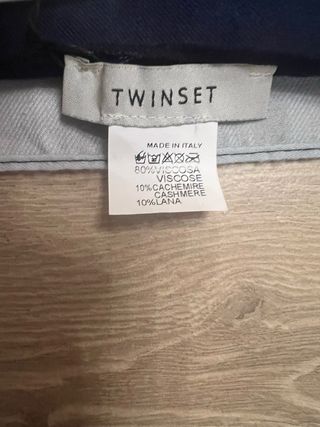 TWINSET
MADE IN ITALY
80%VISCOSA
VISCOSE
10%CACHEMIRE
CASHMERE
10%LANA